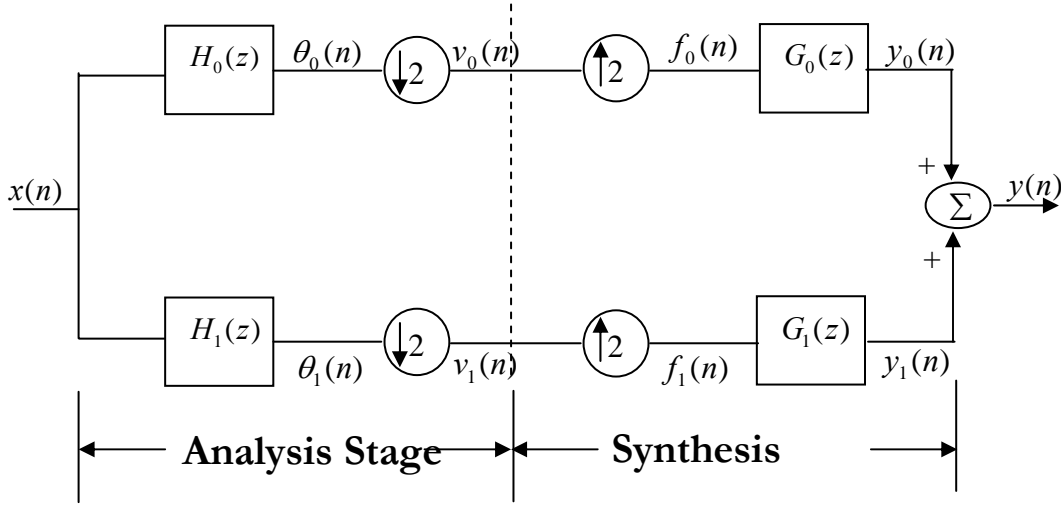 H₀(z) θ₀(n) ↓2 v₀(n) ↑2 f₀(n) G₀(z) y₀(n)
+
x(n) Σ y(n)
+
H₁(z) θ₁(n) ↓2 v₁(n) ↑2 f₁(n) G₁(z) y₁(n)
Analysis Stage Synthesis